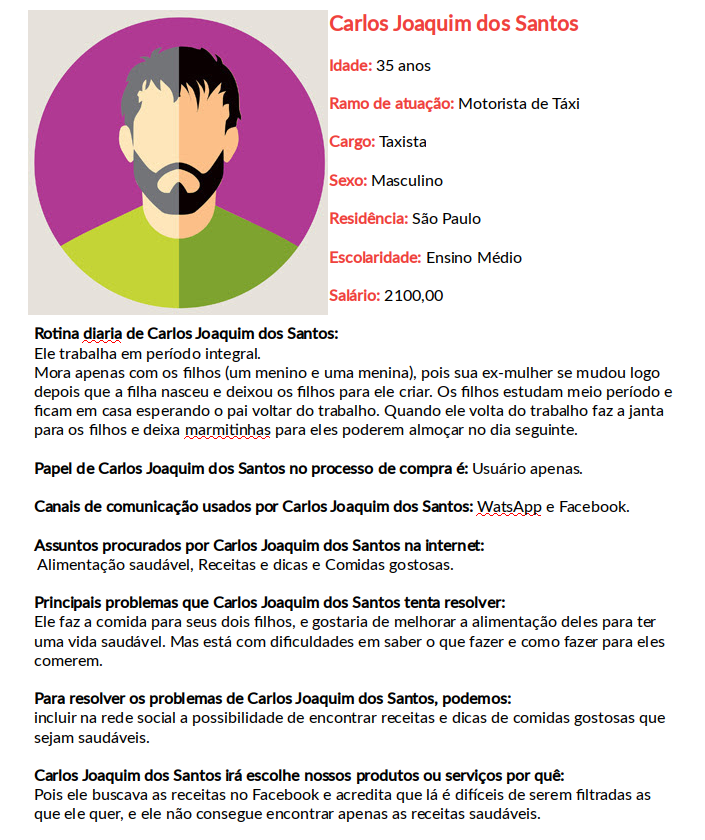 Carlos Joaquim dos Santos
Idade: 35 anos
Ramo de atuação: Motorista de Táxi
Cargo: Taxista
Sexo: Masculino
Residência: São Paulo
Escolaridade: Ensino Médio
Salário: 2100,00
Rotina diaria de Carlos Joaquim dos Santos:
Ele trabalha em período integral.
Mora apenas com os filhos (um menino e uma menina), pois sua ex-mulher se mudou logo
depois que a filha nasceu e deixou os filhos para ele criar. Os filhos estudam meio período e
ficam em casa esperando o pai voltar do trabalho. Quando ele volta do trabalho faz a janta
para os filhos e deixa marmitinhas para eles poderem almoçar no dia seguinte.
Papel de Carlos Joaquim dos Santos no processo de compra é: Usuário apenas.
Canais de comunicação usados por Carlos Joaquim dos Santos: WatsApp e Facebook.
Assuntos procurados por Carlos Joaquim dos Santos na internet:
Alimentação saudável, Receitas e dicas e Comidas gostosas.
Principais problemas que Carlos Joaquim dos Santos tenta resolver:
Ele faz a comida para seus dois filhos, e gostaria de melhorar a alimentação deles para ter
uma vida saudável. Mas está com dificuldades em saber o que fazer e como fazer para eles
comerem.
Para resolver os problemas de Carlos Joaquim dos Santos, podemos:
incluir na rede social a possibilidade de encontrar receitas e dicas de comidas gostosas que
sejam saudáveis.
Carlos Joaquim dos Santos irá escolhe nossos produtos ou serviços por quê:
Pois ele buscava as receitas no Facebook e acredita que lá é difíceis de serem filtradas as
que ele quer, e ele não consegue encontrar apenas as receitas saudáveis.